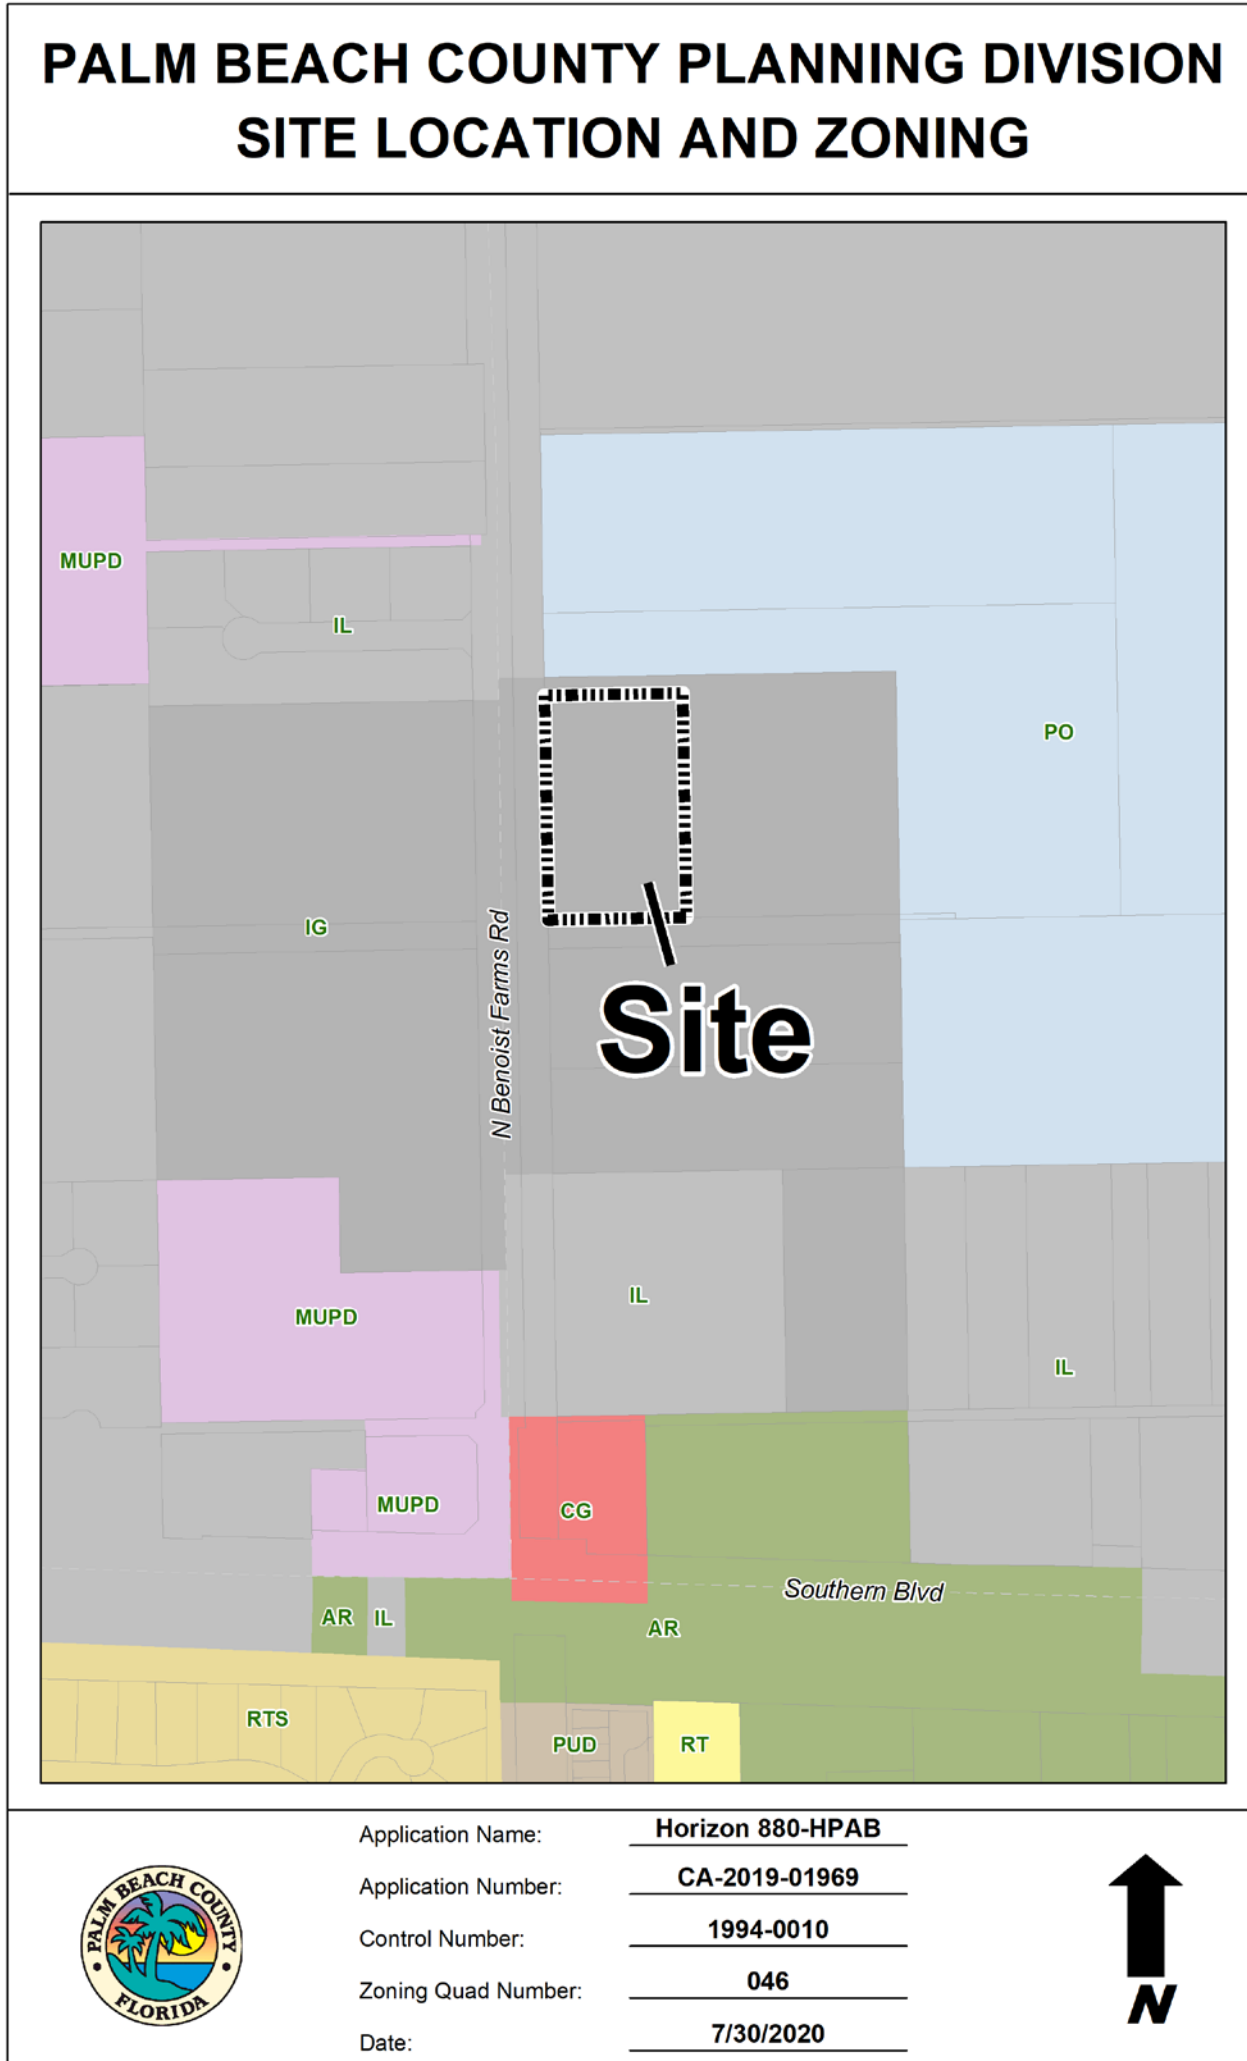 PALM BEACH COUNTY PLANNING DIVISION
SITE LOCATION AND ZONING
MUPD
IL
PO
IG
N Benoist Farms Rd
Site
IL
MUPD
IL
MUPD
CG
Southern Blvd
AR
IL
AR
RTS
PUD
RT
Application Name: Horizon 880-HPAB
Application Number: CA-2019-01969
Control Number: 1994-0010
Zoning Quad Number: 046
Date: 7/30/2020
PALM BEACH COUNTY
FLORIDA
N